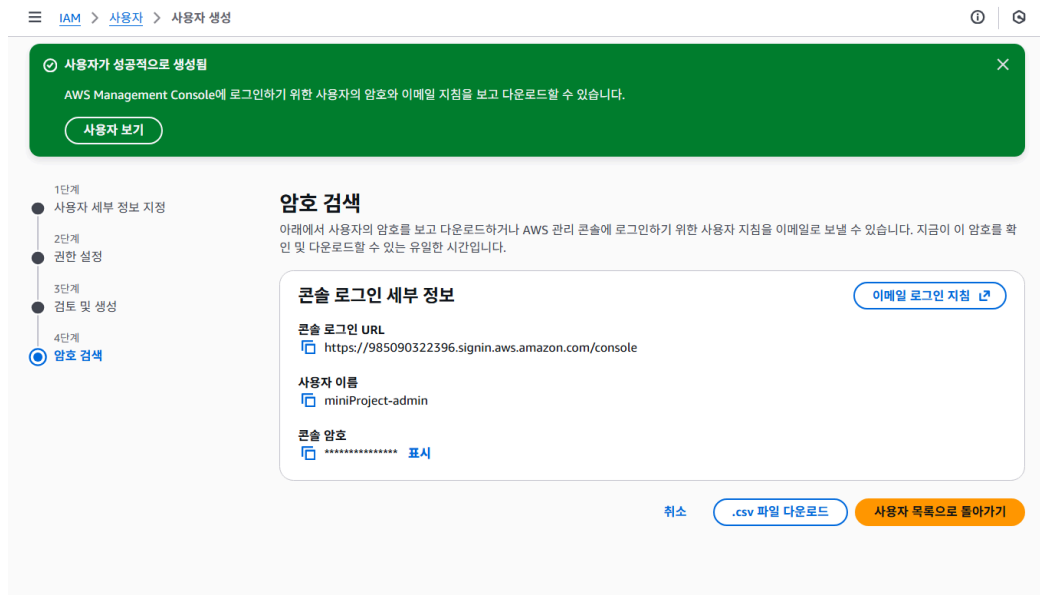 IAM > 사용자 > 사용자 생성
사용자가 성공적으로 생성됨
AWS Management Console에 로그인하기 위한 사용자의 암호와 이메일 지침을 보고 다운로드할 수 있습니다.
사용자 보기
1단계
사용자 세부 정보 지정
2단계
권한 설정
3단계
검토 및 생성
4단계
암호 검색
암호 검색
아래에서 사용자의 암호를 보고 다운로드하거나 AWS 관리 콘솔에 로그인하기 위한 사용자 지침을 이메일로 보낼 수 있습니다. 지금이 이 암호를 확
인 및 다운로드할 수 있는 유일한 시간입니다.
콘솔 로그인 세부 정보
이메일 로그인 지침
콘솔 로그인 URL
https://985090322396.signin.aws.amazon.com/console
사용자 이름
miniProject-admin
콘솔 암호
*************** 표시
취소
.csv 파일 다운로드
사용자 목록으로 돌아가기